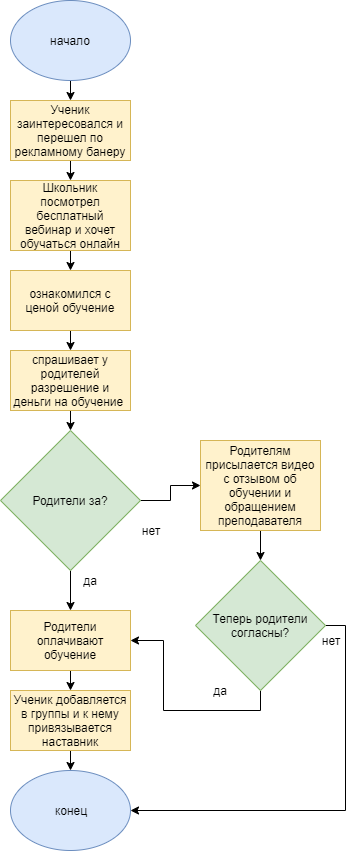 начало
Ученик
заинтересовался и
перешел по
рекламному банеру
Школьник
посмотрел
бесплатный
вебинар и хочет
обучаться онлайн
ознакомился с
ценой обучение
спрашивает у
родителей
разрешение и
деньги на обучение
Родители за?
нет
да
Родителям
присылается видео
с отзывом об
обучении и
обращением
преподавателя
Теперь родители
согласны?
нет
да
Родители
оплачивают
обучение
Ученик добавляется
в группы и к нему
привязывается
наставник
конец